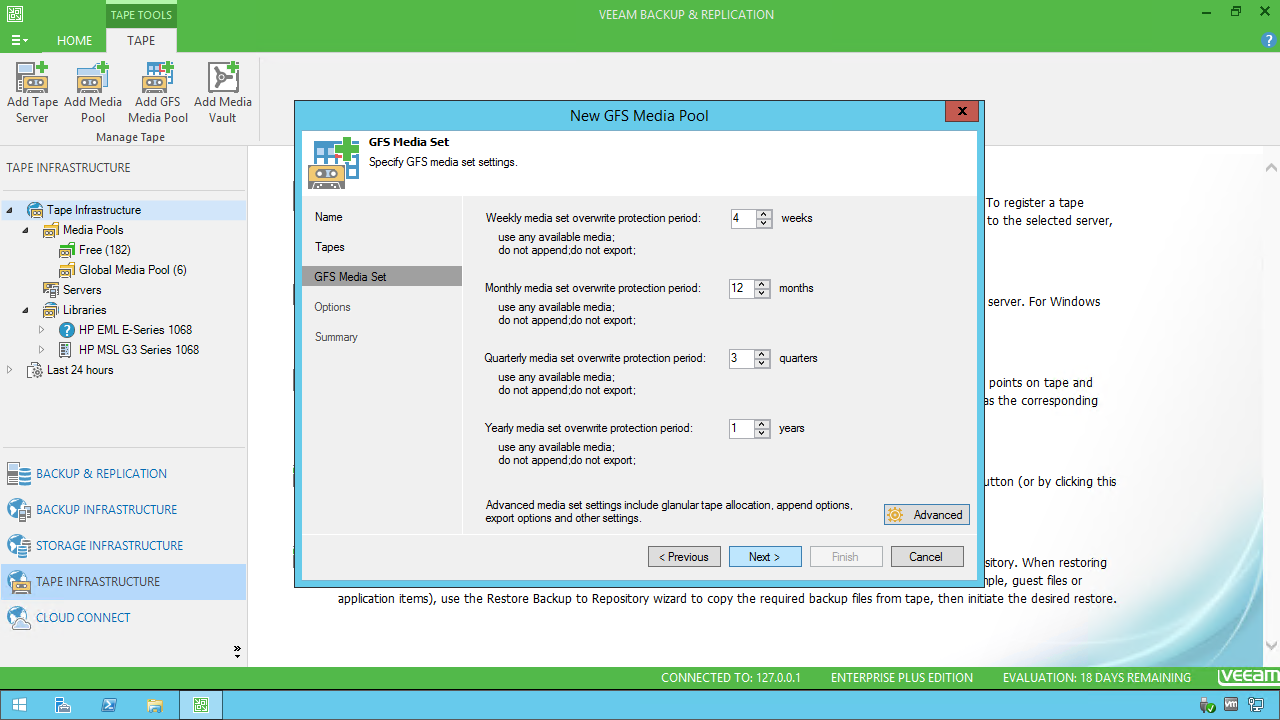 TAPE TOOLS
VEEAM BACKUP & REPLICATION
HOME
TAPE
?
Add Tape Server
Add Media Pool
Add GFS Media Pool
Add Media Vault
Manage Tape
TAPE INFRASTRUCTURE
Tape Infrastructure
Media Pools
Free (182)
Global Media Pool (6)
Servers
Libraries
HP EML E-Series 1068
HP MSL G3 Series 1068
Last 24 hours
BACKUP & REPLICATION
BACKUP INFRASTRUCTURE
STORAGE INFRASTRUCTURE
TAPE INFRASTRUCTURE
CLOUD CONNECT
New GFS Media Pool
GFS Media Set
Specify GFS media set settings.
Name
Tapes
GFS Media Set
Options
Summary
Weekly media set overwrite protection period: 4 weeks
use any available media;
do not append;do not export;
Monthly media set overwrite protection period: 12 months
use any available media;
do not append;do not export;
Quarterly media set overwrite protection period: 3 quarters
use any available media;
do not append;do not export;
Yearly media set overwrite protection period: 1 years
use any available media;
do not append;do not export;
Advanced media set settings include glanular tape allocation, append options,
export options and other settings.
Advanced
< Previous
Next >
Finish
Cancel
To register a tape
to the selected server,
server. For Windows
points on tape and
as the corresponding
utton (or by clicking this
sitory. When restoring
mple, guest files or
application items), use the Restore Backup to Repository wizard to copy the required backup files from tape, then initiate the desired restore.
CONNECTED TO: 127.0.0.1
ENTERPRISE PLUS EDITION
EVALUATION: 18 DAYS REMAINING
veeam
vm